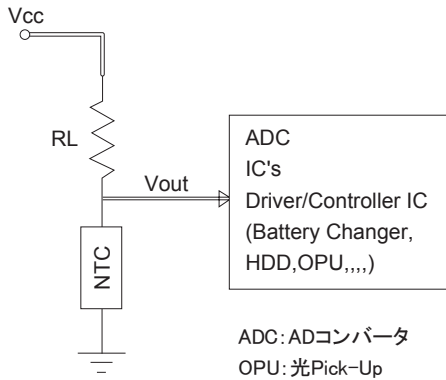 Vcc
RL
Vout
NTC
ADC
IC's
Driver/Controller IC
(Battery Changer,
HDD,OPU,,,,)
ADC:ADコンバータ
OPU:光Pick-Up